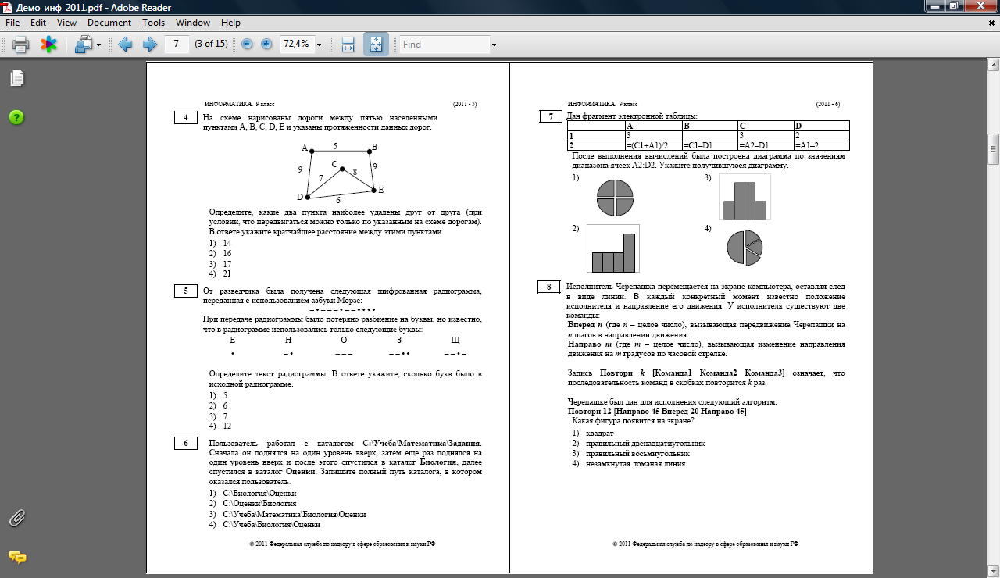 Демо_инф_2011.pdf - Adobe Reader
File Edit View Document Tools Window Help
7 (3 of 15) 72,4% Find
ИНФОРМАТИКА. 9 класс (2011 - 5)
4 На схеме нарисованы дороги между пятью населенными
пунктами A, B, C, D, E и указаны протяженности данных дорог.
A 5 B
C
9 7 8 9
E
D 6
Определите, какие два пункта наиболее удалены друг от друга (при
условии, что передвигаться можно только по указанным на схеме дорогам).
В ответе укажите кратчайшее расстояние между этими пунктами.
1) 14
2) 16
3) 17
4) 21
5 От разведчика была получена следующая шифрованная радиограмма,
переданная с использованием азбуки Морзе:
– • – – – • – – • • • •
При передаче радиограммы было потеряно разбиение на буквы, но известно,
что в радиограмме использовались только следующие буквы:
Е Н О З Щ
• – • – – – – – • • – – • –
Определите текст радиограммы. В ответе укажите, сколько букв было в
исходной радиограмме.
1) 5
2) 6
3) 7
4) 12
6 Пользователь работал с каталогом C:\Учеба\Математика\Задания.
Сначала он поднялся на один уровень вверх, затем еще раз поднялся на
один уровень вверх и после этого спустился в каталог Биология, далее
спустился в каталог Оценки. Запишите полный путь каталога, в котором
оказался пользователь.
1) C:\Биология\Оценки
2) C:\Оценки\Биология
3) C:\Учеба\Математика\Биология\Оценки
4) C:\Учеба\Биология\Оценки
© 2011 Федеральная служба по надзору в сфере образования и науки РФ
ИНФОРМАТИКА. 9 класс (2011 - 6)
7 Дан фрагмент электронной таблицы:
A B C D
1 3 3 2
2 =(C1+A1)/2 =C1–D1 =A2–D1 =A1–2
После выполнения вычислений была построена диаграмма по значениям
диапазона ячеек A2:D2. Укажите получившуюся диаграмму.
1) 3)
2) 4)
8 Исполнитель Черепашка перемещается на экране компьютера, оставляя след
в виде линии. В каждый конкретный момент известно положение
исполнителя и направление его движения. У исполнителя существуют две
команды:
Вперед n (где n – целое число), вызывающая передвижение Черепашки на
n шагов в направлении движения.
Направо m (где m – целое число), вызывающая изменение направления
движения на m градусов по часовой стрелке.
Запись Повтори k [Команда1 Команда2 Команда3] означает, что
последовательность команд в скобках повторится k раз.
Черепашке был дан для исполнения следующий алгоритм:
Повтори 12 [Направо 45 Вперед 20 Направо 45]
Какая фигура появится на экране?
1) квадрат
2) правильный двенадцатиугольник
3) правильный восьмиугольник
4) незамкнутая ломаная линия
© 2011 Федеральная служба по надзору в сфере образования и науки РФ